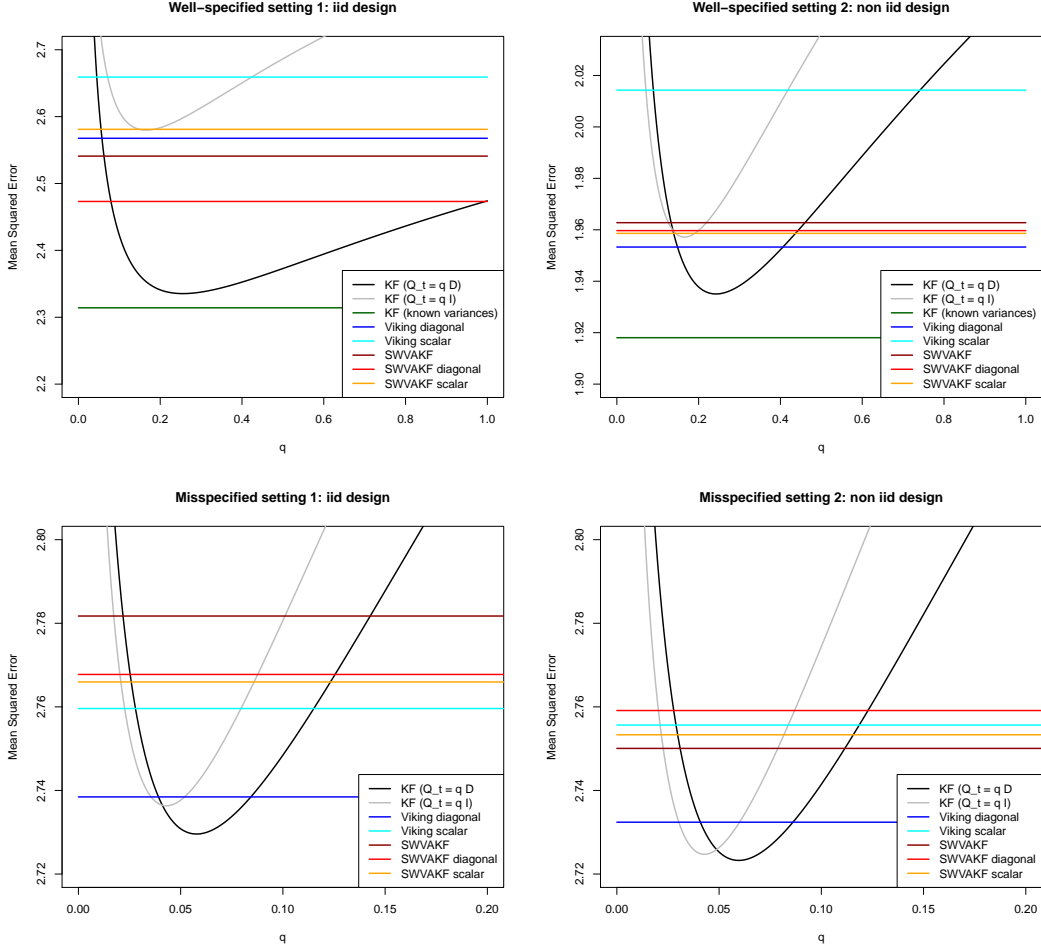 Well−specified setting 1: iid design
2.7
2.6
2.5
2.4
2.3
2.2
Mean Squared Error
KF (Q_t = q D)
KF (Q_t = q I)
KF (known variances)
Viking diagonal
Viking scalar
SWVAKF
SWVAKF diagonal
SWVAKF scalar
0.0 0.2 0.4 0.6 0.8 1.0
q
Well−specified setting 2: non iid design
2.02
2.00
1.98
1.96
1.94
1.92
1.90
Mean Squared Error
KF (Q_t = q D)
KF (Q_t = q I)
KF (known variances)
Viking diagonal
Viking scalar
SWVAKF
SWVAKF diagonal
SWVAKF scalar
0.0 0.2 0.4 0.6 0.8 1.0
q
Misspecified setting 1: iid design
2.80
2.78
2.76
2.74
2.72
Mean Squared Error
KF (Q_t = q D
KF (Q_t = q I)
Viking diagonal
Viking scalar
SWVAKF
SWVAKF diagonal
SWVAKF scalar
0.00 0.05 0.10 0.15 0.20
q
Misspecified setting 2: non iid design
2.80
2.78
2.76
2.74
2.72
Mean Squared Error
KF (Q_t = q D
KF (Q_t = q I)
Viking diagonal
Viking scalar
SWVAKF
SWVAKF diagonal
SWVAKF scalar
0.00 0.05 0.10 0.15 0.20
q